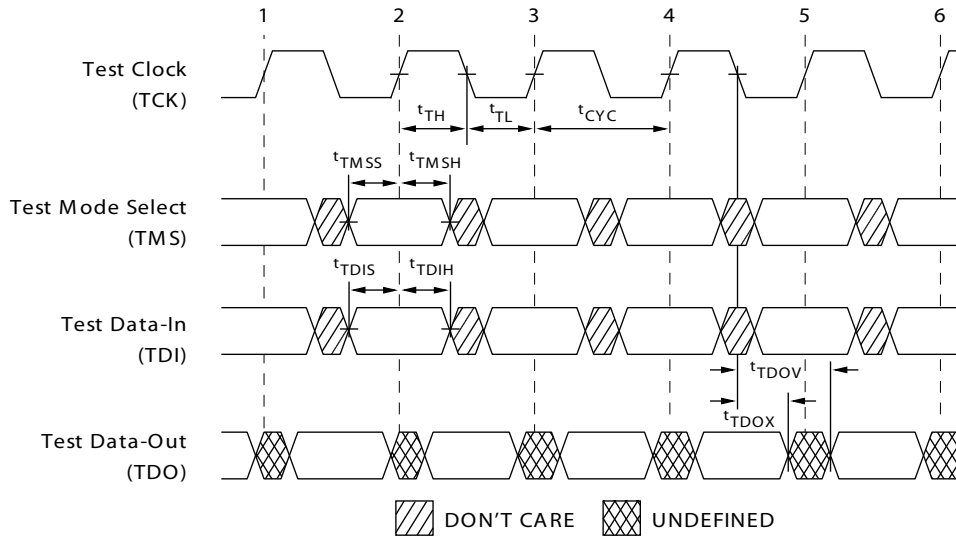 1 2 3 4 5 6
Test Clock
(TCK)
tTH tTL tCYC
tTMSS tTMSH
Test Mode Select
(TMS)
tTDIS tTDIH
Test Data-In
(TDI)
tTDOV
tTDOX
Test Data-Out
(TDO)
DON'T CARE UNDEFINED